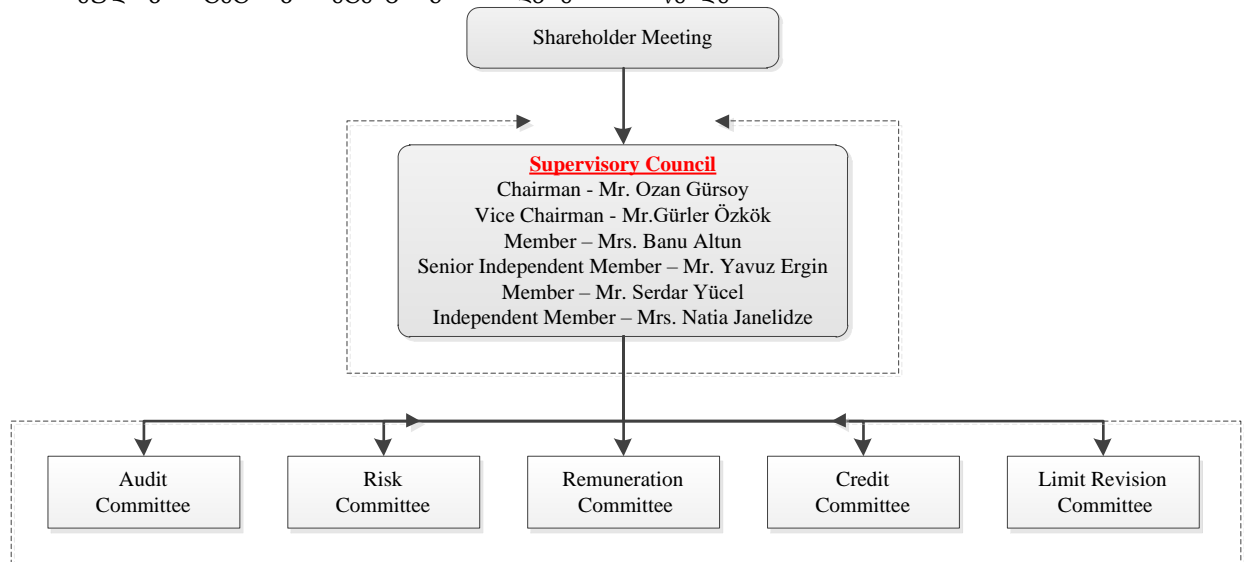 Shareholder Meeting
Supervisory Council
Chairman - Mr. Ozan Gürsoy
Vice Chairman - Mr.Gürler Özkök
Member – Mrs. Banu Altun
Senior Independent Member – Mr. Yavuz Ergin
Member – Mr. Serdar Yücel
Independent Member – Mrs. Natia Janelidze
Audit
Committee
Risk
Committee
Remuneration
Committee
Credit
Committee
Limit Revision
Committee